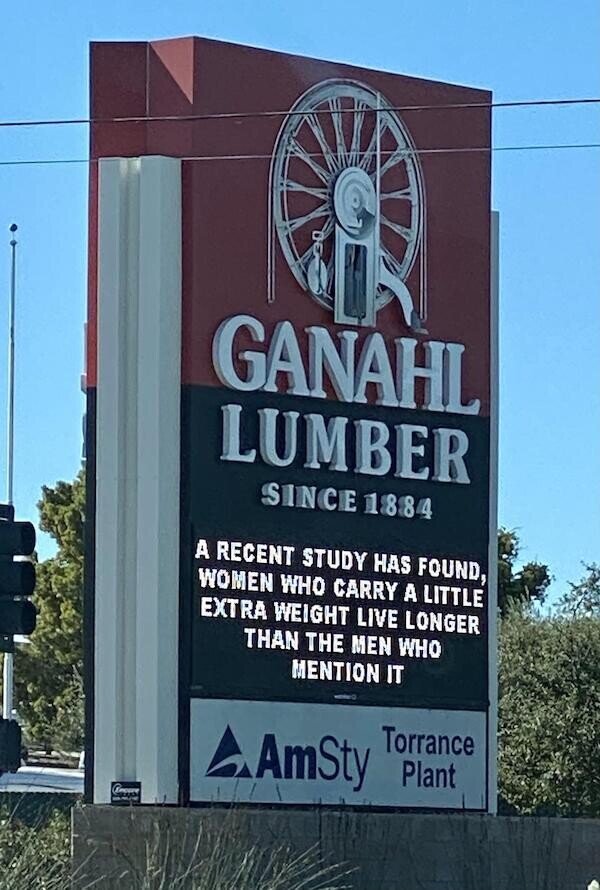 GANAHL
LUMBER
SINCE 1884
A RECENT STUDY HAS FOUND,
WOMEN WHO CARRY A LITTLE
EXTRA WEIGHT LIVE LONGER
THAN THE MEN WHO
MENTION IT
AmSty Torrance
Plant
Encore